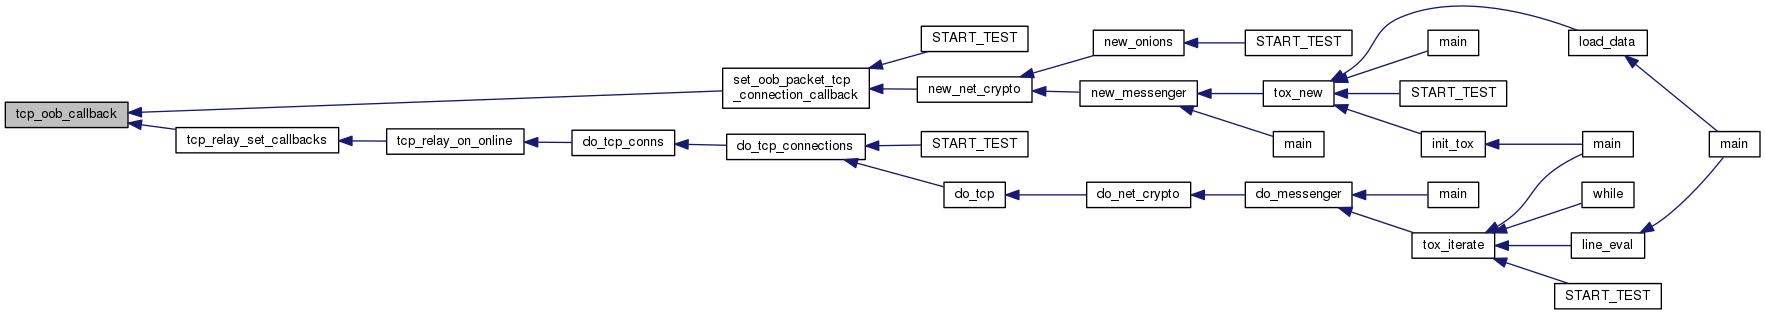 START_TEST
new_onions
START_TEST
main
load_data
set_oob_packet_tcp
_connection_callback
new_net_crypto
new_messenger
tox_new
START_TEST
tcp_oob_callback
tcp_relay_set_callbacks
tcp_relay_on_online
do_tcp_conns
do_tcp_connections
START_TEST
main
init_tox
main
main
do_tcp
do_net_crypto
do_messenger
main
while
tox_iterate
line_eval
START_TEST